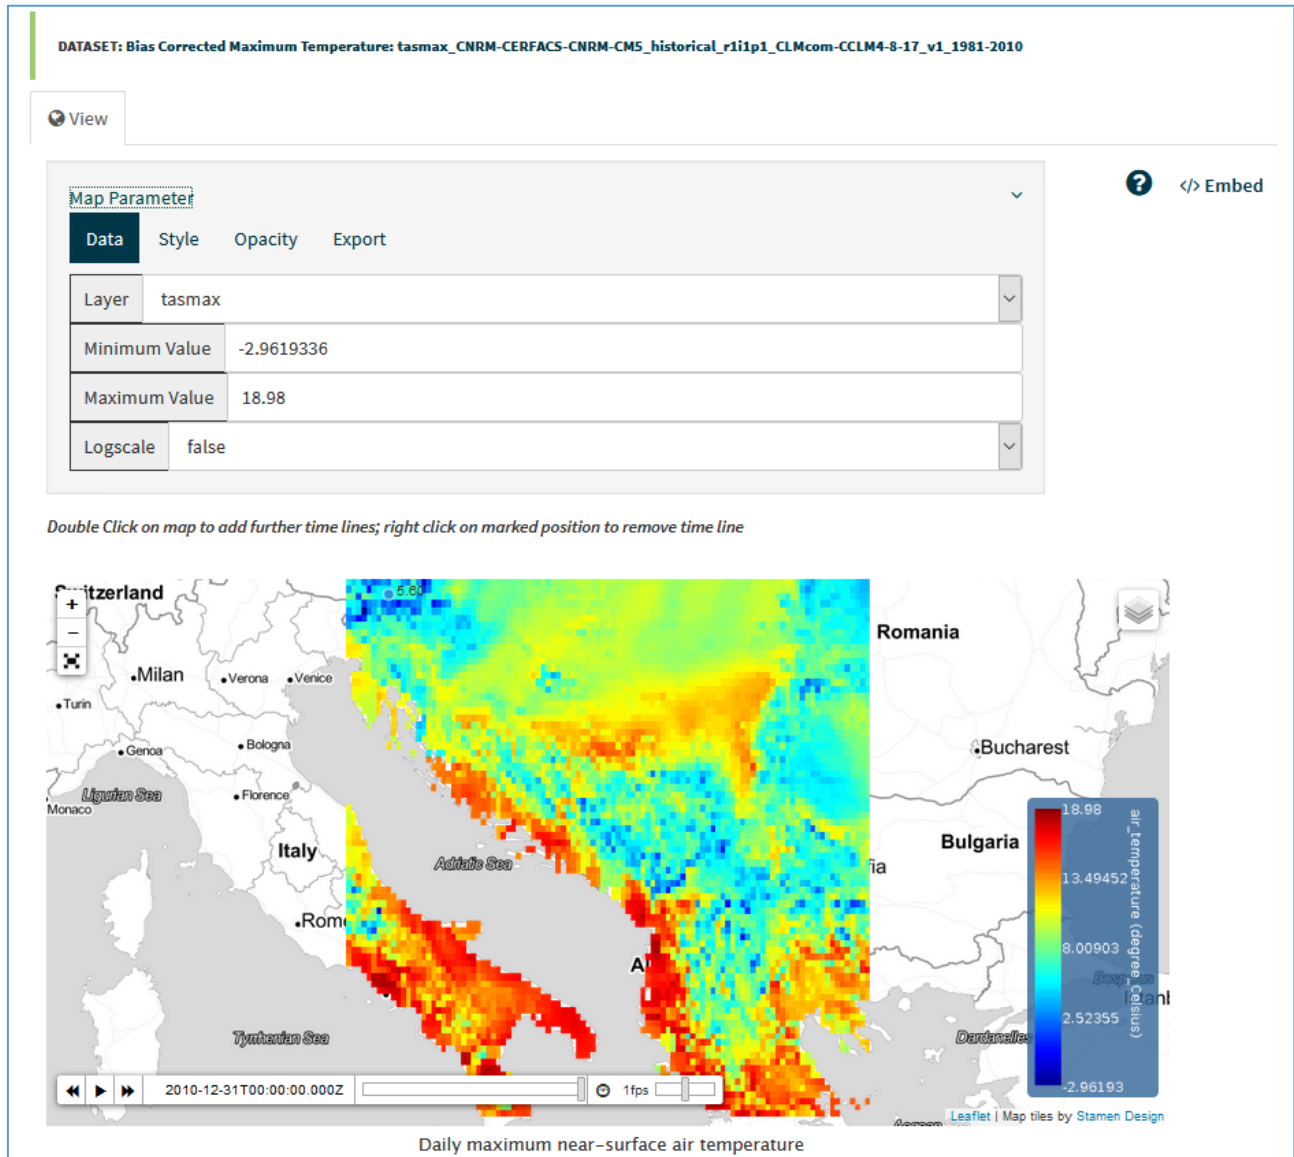 DATASET: Bias Corrected Maximum Temperature: tasmax_CNRM-CERFACS-CNRM-CM5_historical_r1i1p1_CLMcom-CCLM4-8-17_v1_1981-2010
View
Map Parameter
</> Embed
Data Style Opacity Export
Layer tasmax
Minimum Value -2.9619336
Maximum Value 18.98
Logscale false
Double Click on map to add further time lines; right click on marked position to remove time line
+
−
5.60
Romania
Milan
Verona
Venice
Turin
Genoa
Bologna
Bucharest
Monaco
Ligurian Sea
Florence
Italy
Adriatic Sea
Bulgaria
18.98
13.49452
8.00903
2.52355
-2.96193
air_temperature (degree_Celsius)
Tyrrhenian Sea
Dardanelles
2010-12-31T00:00:00.000Z
1fps
Leaflet | Map tiles by Stamen Design
Daily maximum near-surface air temperature